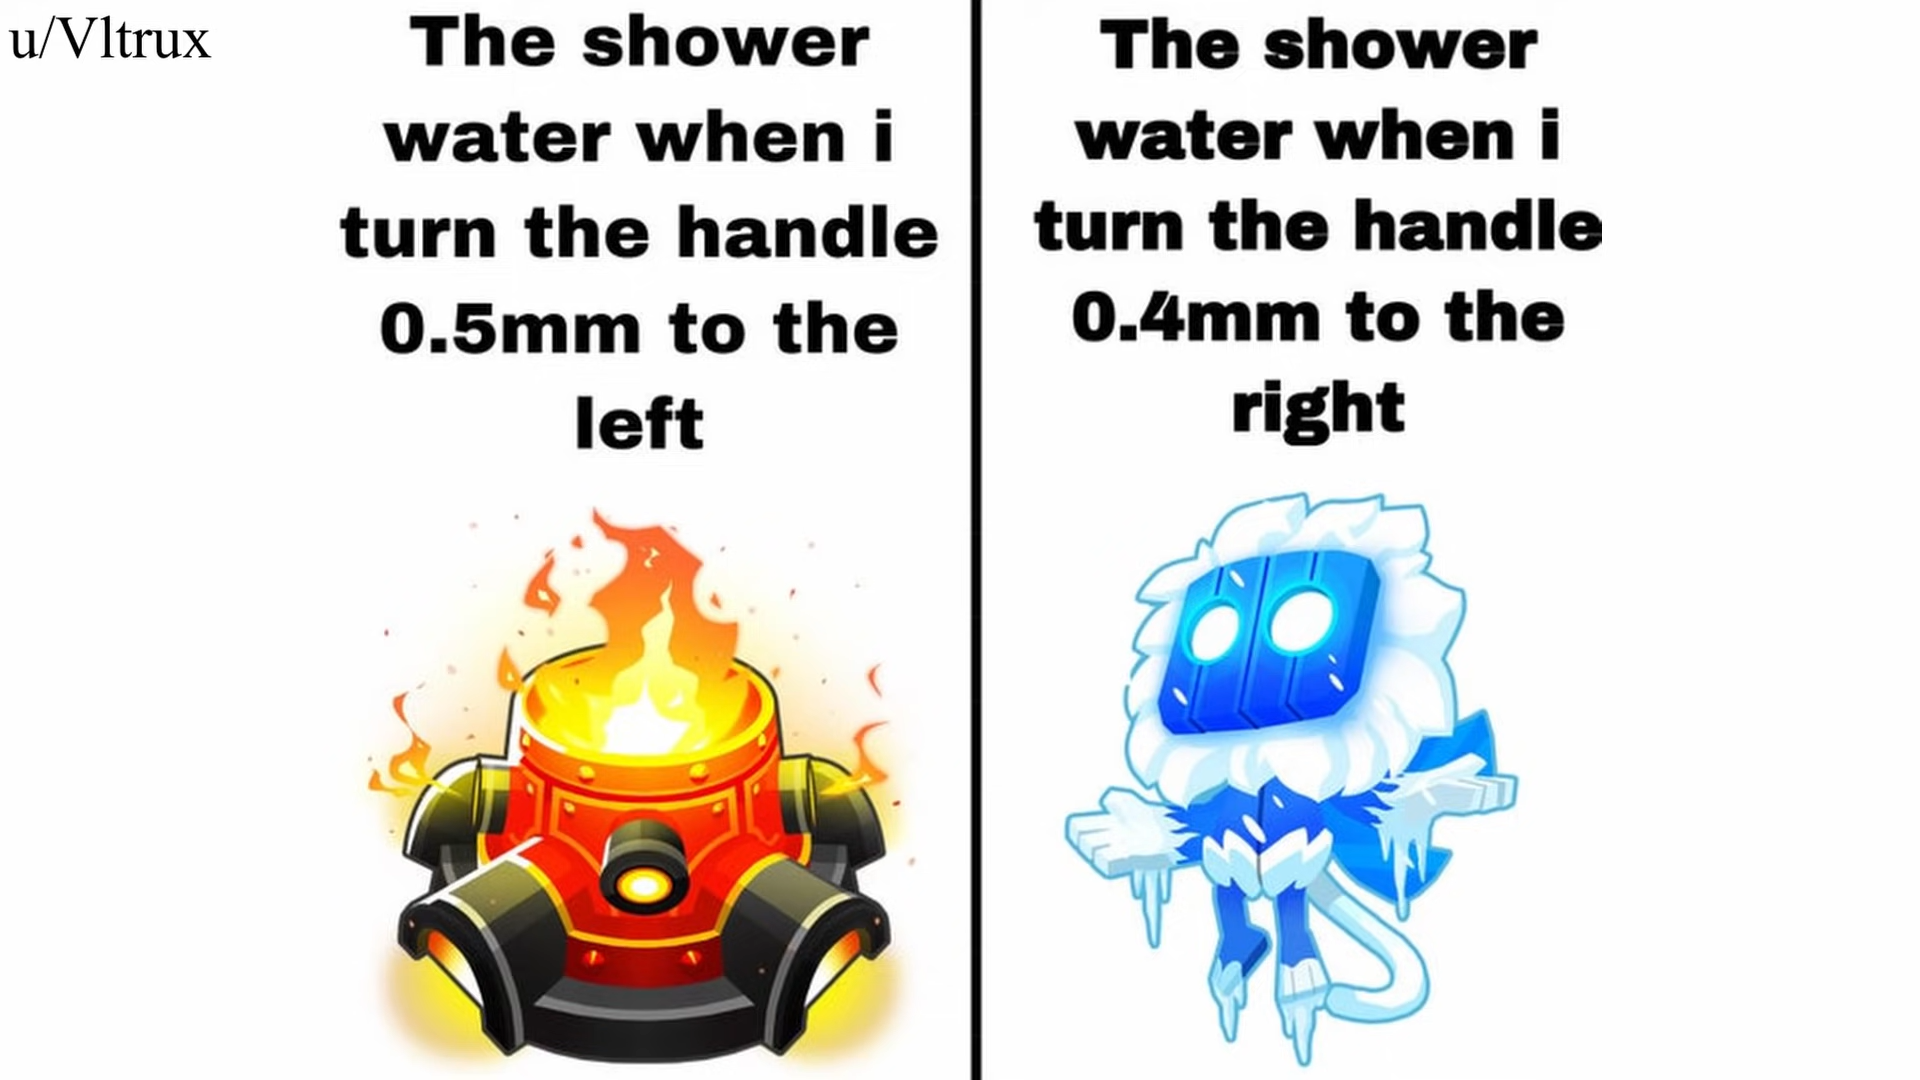 u/Vltrux
The shower
water when i
turn the handle
0.5mm to the
left
The shower
water when i
turn the handle
0.4mm to the
right